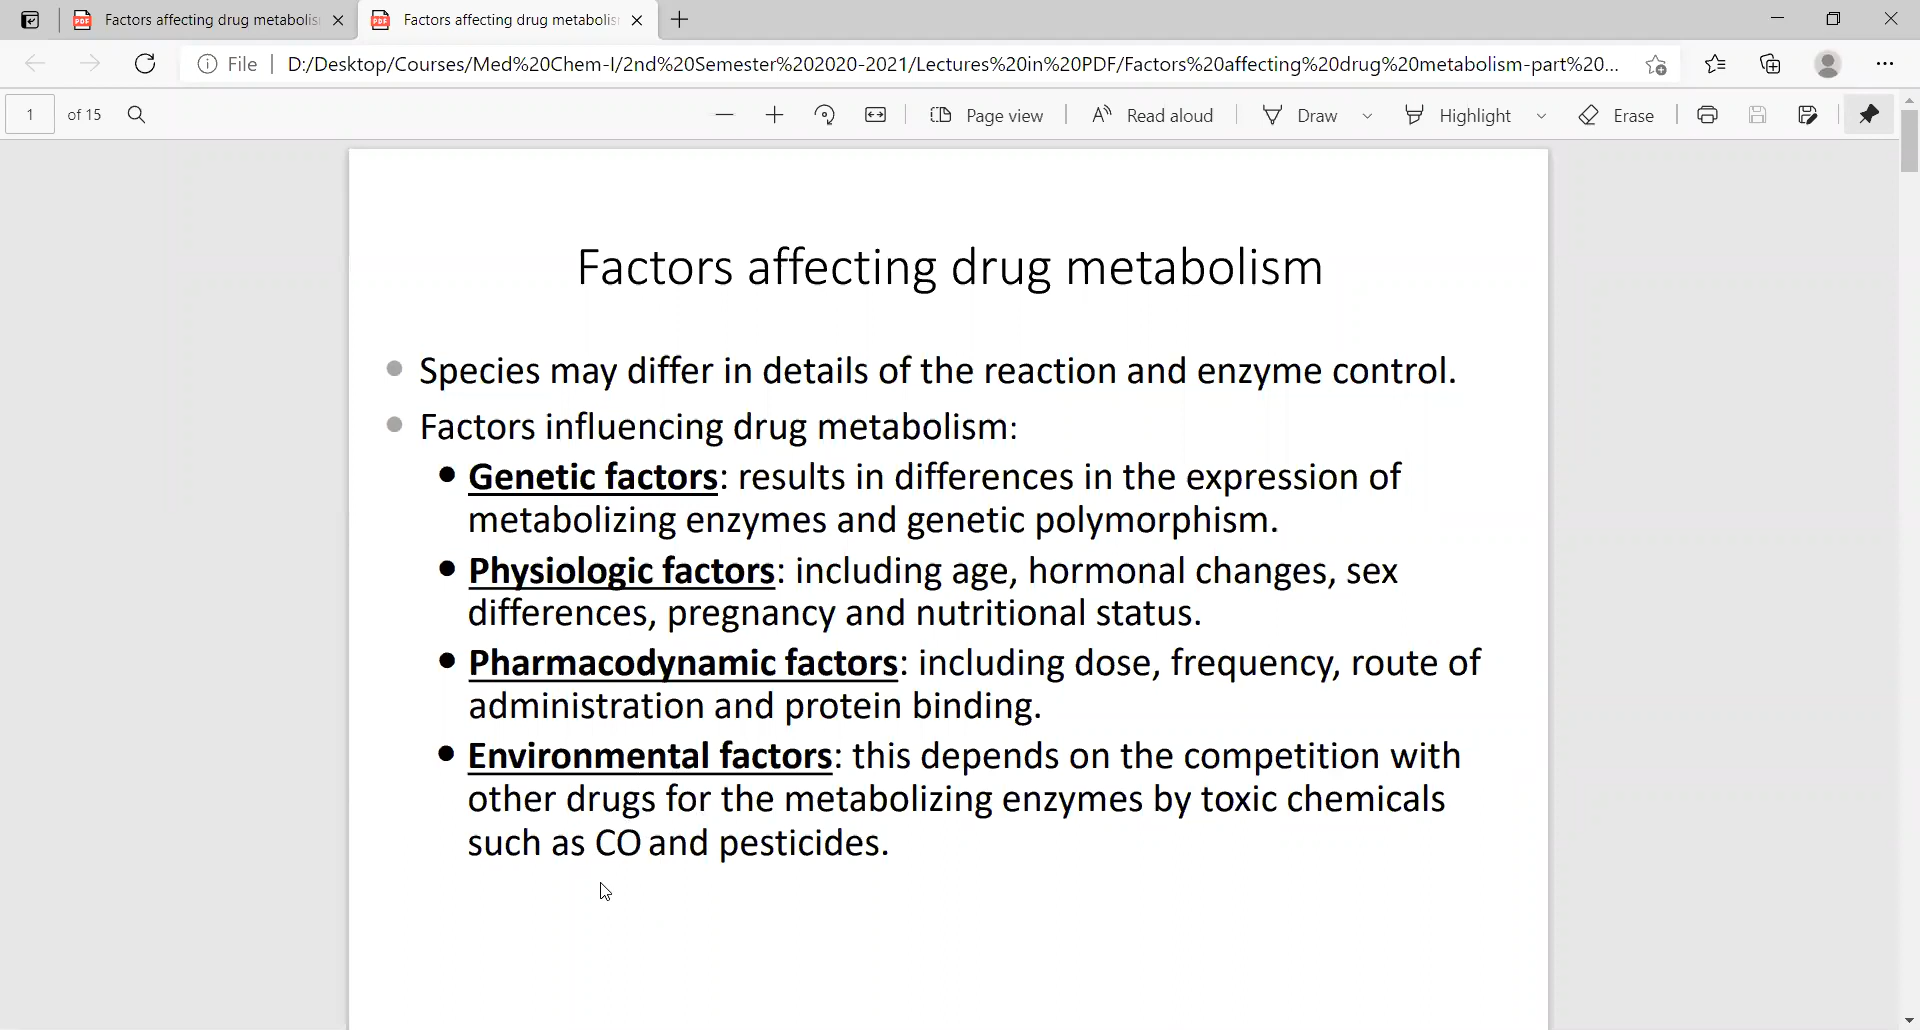 Factors affecting drug metabolis
Factors affecting drug metabolis
File
D:/Desktop/Courses/Med%20Chem-I/2nd%20Semester%202020-2021/Lectures%20in%20PDF/Factors%20affecting%20drug%20metabolism-part%20...
1 of 15
Page view
Read aloud
Draw
Highlight
Erase
Factors affecting drug metabolism
Species may differ in details of the reaction and enzyme control.
Factors influencing drug metabolism:
Genetic factors: results in differences in the expression of
metabolizing enzymes and genetic polymorphism.
Physiologic factors: including age, hormonal changes, sex
differences, pregnancy and nutritional status.
Pharmacodynamic factors: including dose, frequency, route of
administration and protein binding.
Environmental factors: this depends on the competition with
other drugs for the metabolizing enzymes by toxic chemicals
such as CO and pesticides.